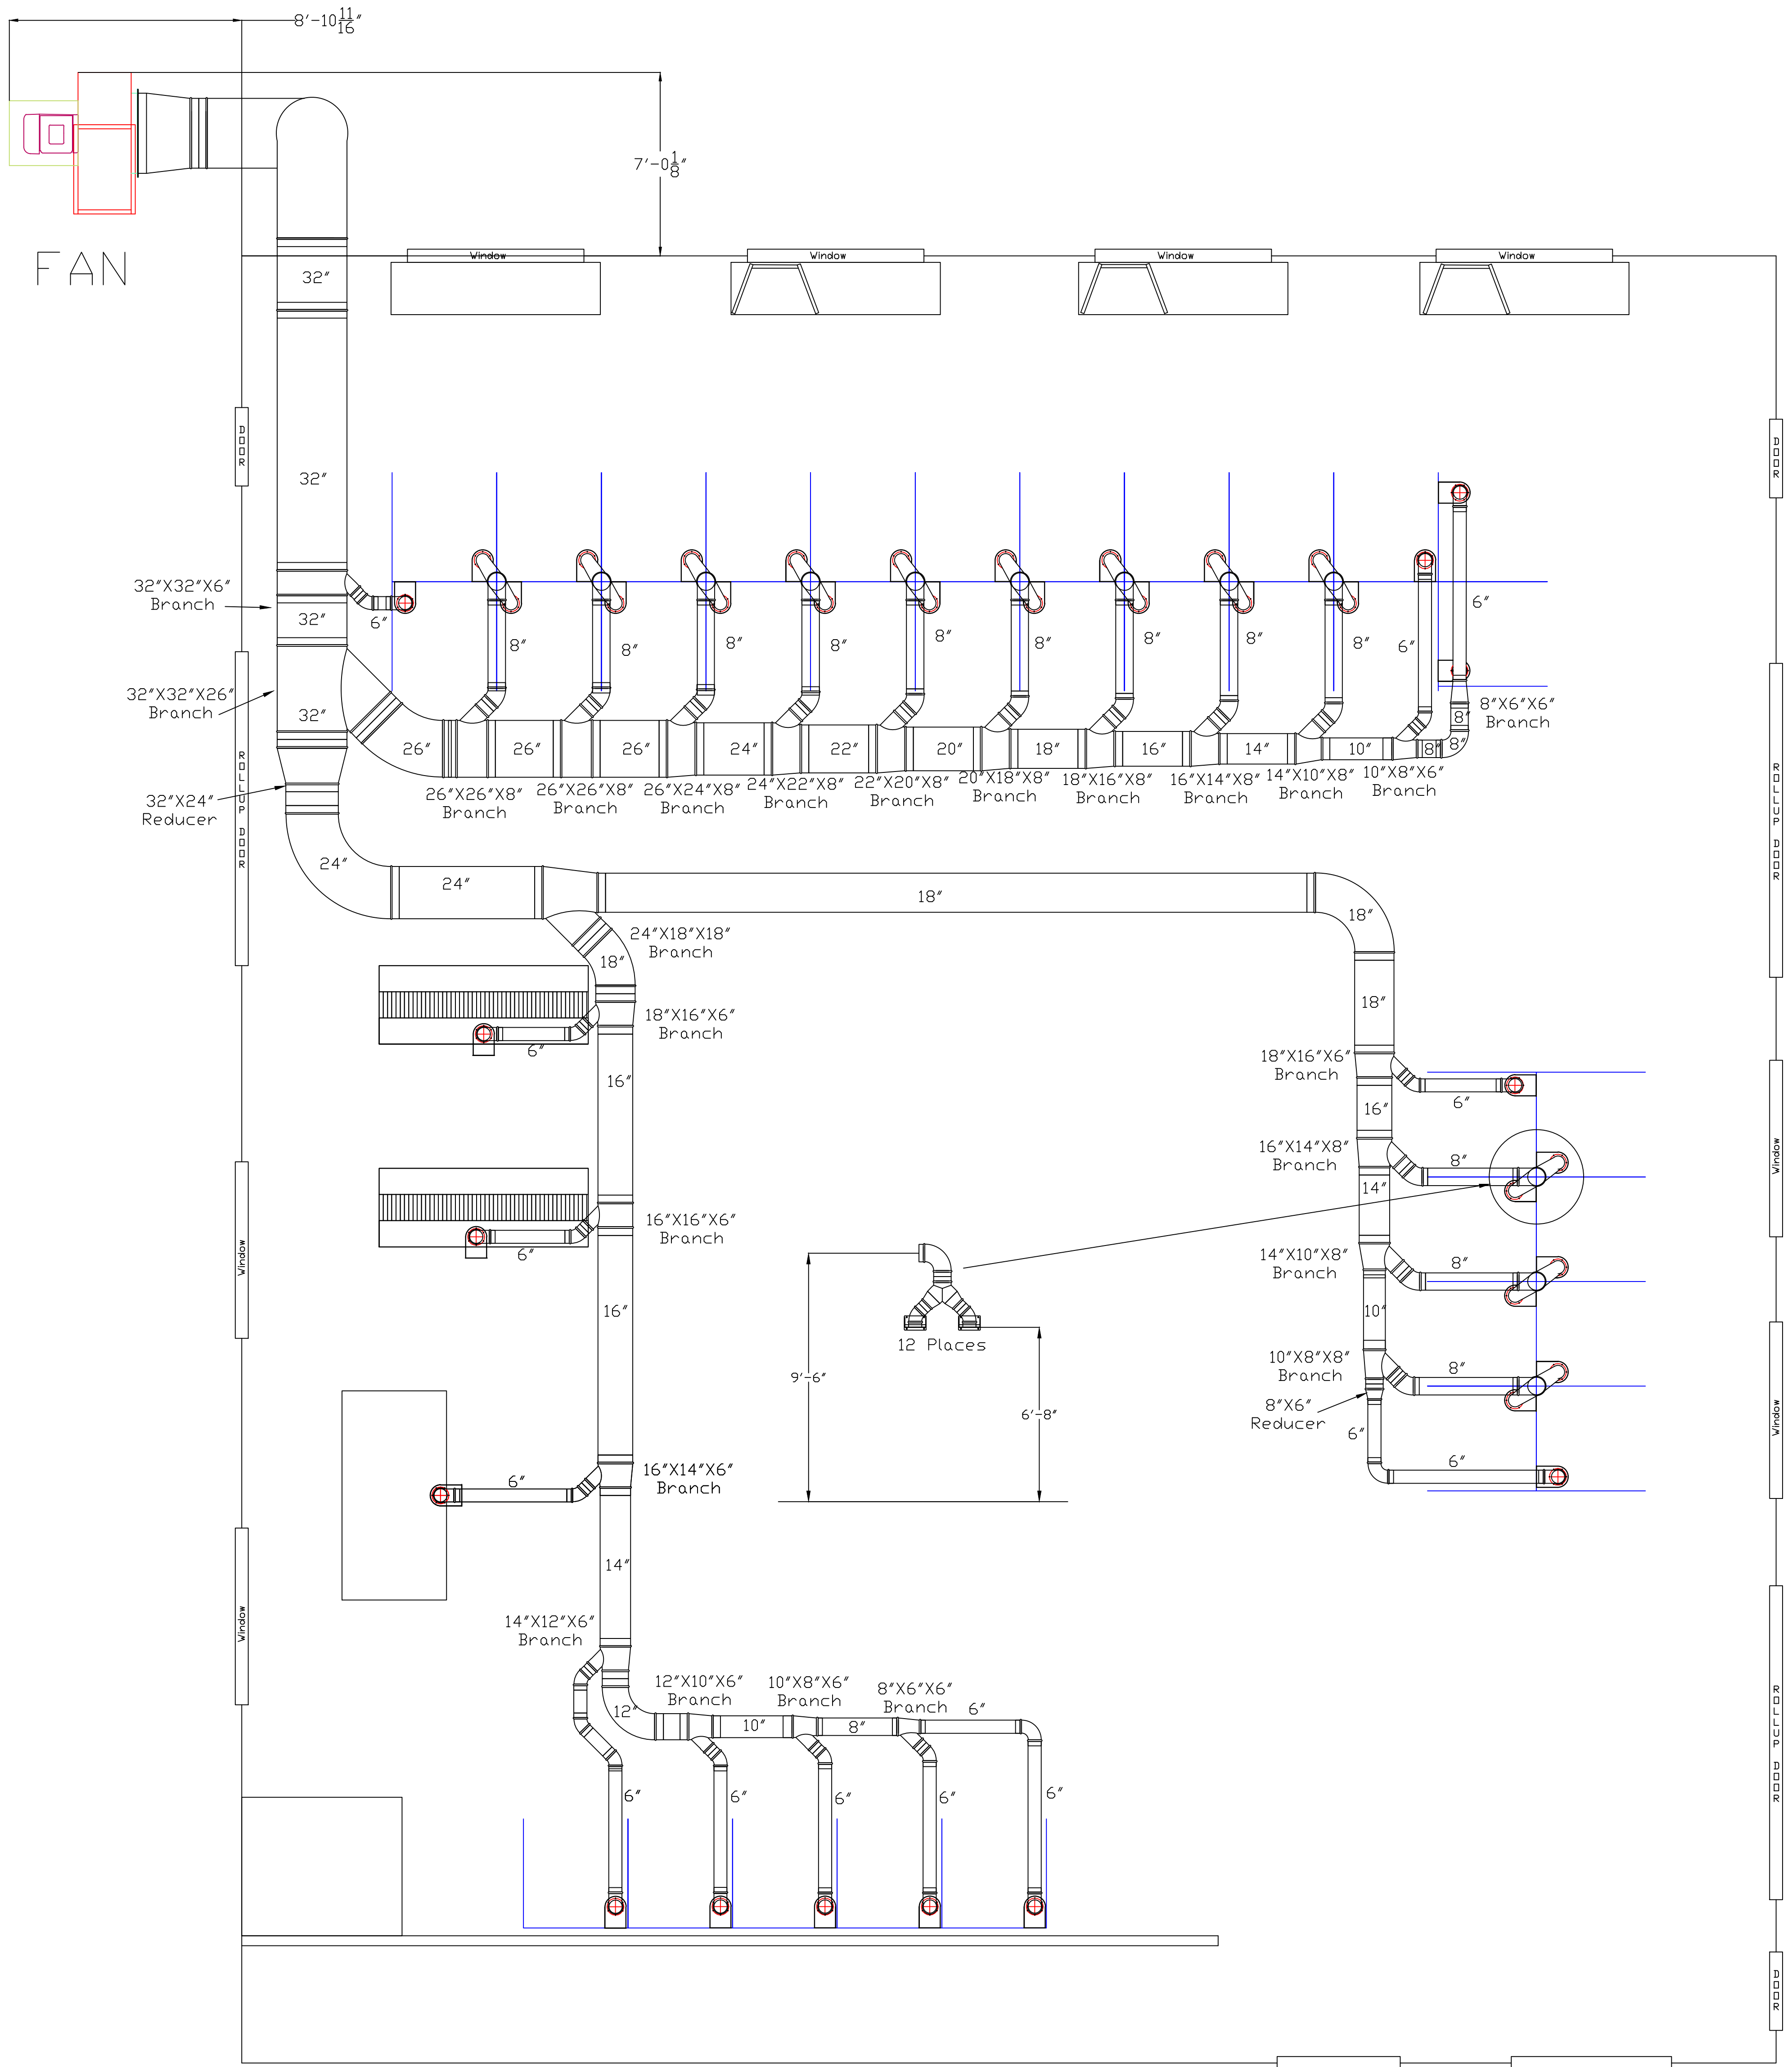 8'-10 11/16"
7'-0 1/8"
FAN
Window
Window
Window
Window
32"
DOOR
DOOR
32"
32"X32"X6"
Branch
32"
6"
8"
8"
8"
8"
8"
8"
8"
8"
8"
6"
6"
32"X32"X26"
Branch
32"
8"X6"X6"
Branch
8"
8"
8"
26"
26"
26"
24"
22"
20"
18"
16"
14"
10"
26"X26"X8"
Branch
26"X26"X8"
Branch
26"X24"X8"
Branch
24"X22"X8"
Branch
22"X20"X8"
Branch
20"X18"X8"
Branch
18"X16"X8"
Branch
16"X14"X8"
Branch
14"X10"X8"
Branch
10"X8"X6"
Branch
ROLLUP DOOR
ROLLUP DOOR
32"X24"
Reducer
24"
24"
18"
18"
24"X18"X18"
Branch
18"
18"
18"X16"X6"
Branch
6"
16"
18"X16"X6"
Branch
16"
6"
16"X14"X8"
Branch
8"
14"
Window
Window
16"X16"X6"
Branch
6"
16"
14"X10"X8"
Branch
8"
10"
12 Places
9'-6"
6'-8"
10"X8"X8"
Branch
8"
8"X6"
Reducer
6"
6"
Window
16"X14"X6"
Branch
6"
14"
Window
14"X12"X6"
Branch
12"
12"X10"X6"
Branch
10"X8"X6"
Branch
8"X6"X6"
Branch
10"
8"
6"
6"
6"
6"
6"
6"
ROLLUP DOOR
DOOR